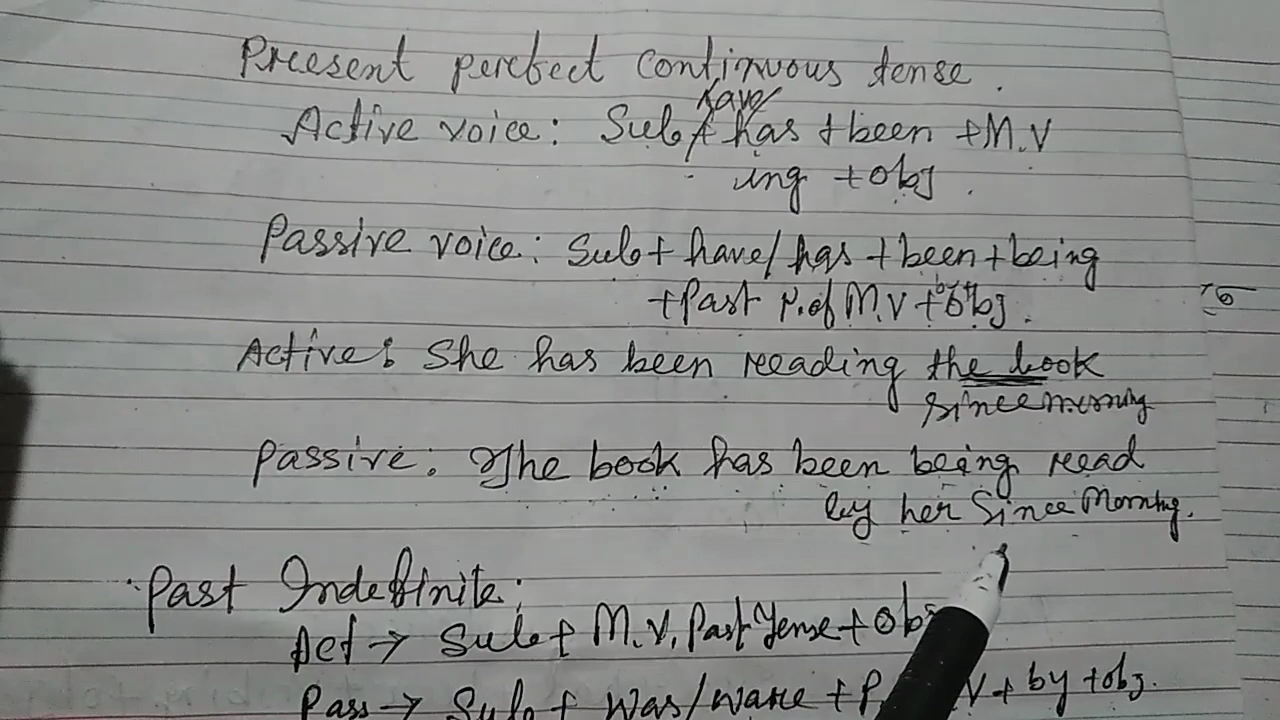 Present perfect continuous tense.
Active voice: Sub + have/ has + been + M.V
ing + obj.
Passive voice: Sub + have/has + been + being
+ Past P. of M.V + by + obj.
Active: She has been reading the book
since morning
Passive: The book has been being read
by her since Morning.
Past Indefinite:
Act → Sub + M.V. Past Tense + Obj
Pass → Sub + Was/ware + P. V + by + obj.